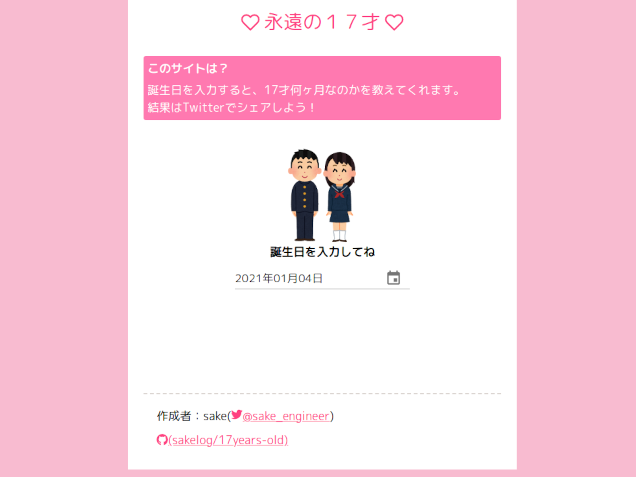 ♡永遠の１７才♡
このサイトは？
誕生日を入力すると、17才何ヶ月なのかを教えてくれます。
結果はTwitterでシェアしよう！
誕生日を入力してね
2021年01月04日
作成者：sake(@sake_engineer)
(sakelog/17years-old)